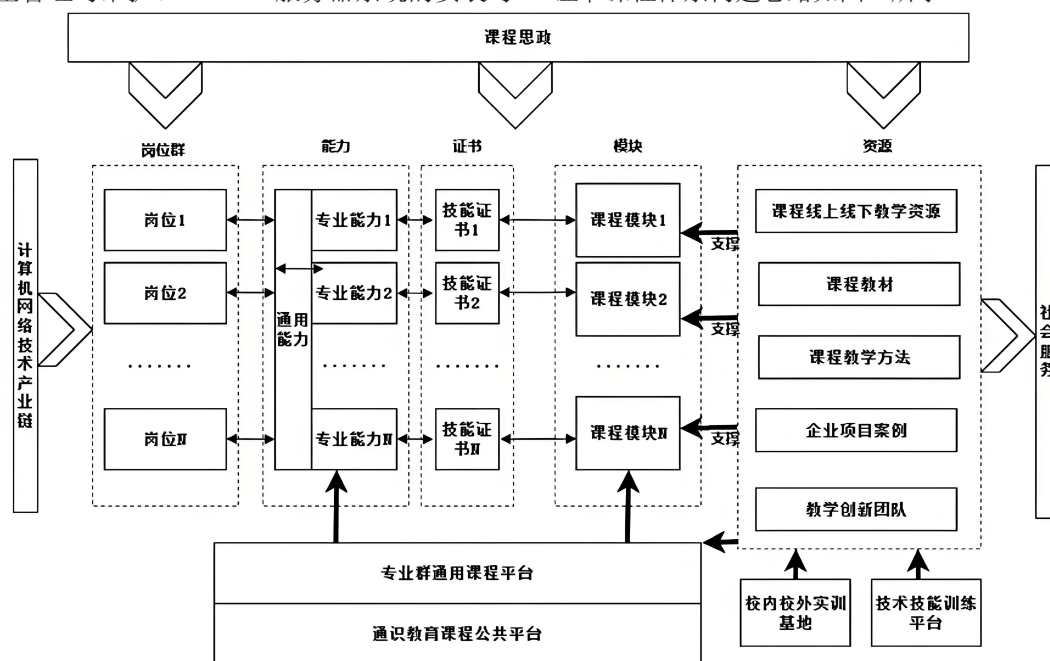 课程思政
岗位群
能力
证书
模块
资源
计算机网络技术产业链
岗位1
岗位2
.......
岗位N
通用
能力
专业能力1
专业能力2
.......
专业能力N
技能证
书1
技能证
书2
.......
技能证
书N
课程模块1
课程模块2
.......
课程模块N
支撑
支撑
支撑
课程线上线下教学资源
课程教材
课程教学方法
企业项目案例
教学创新团队
社会服务
专业群通用课程平台
通识教育课程公共平台
校内校外实训
基地
技术技能训练
平台